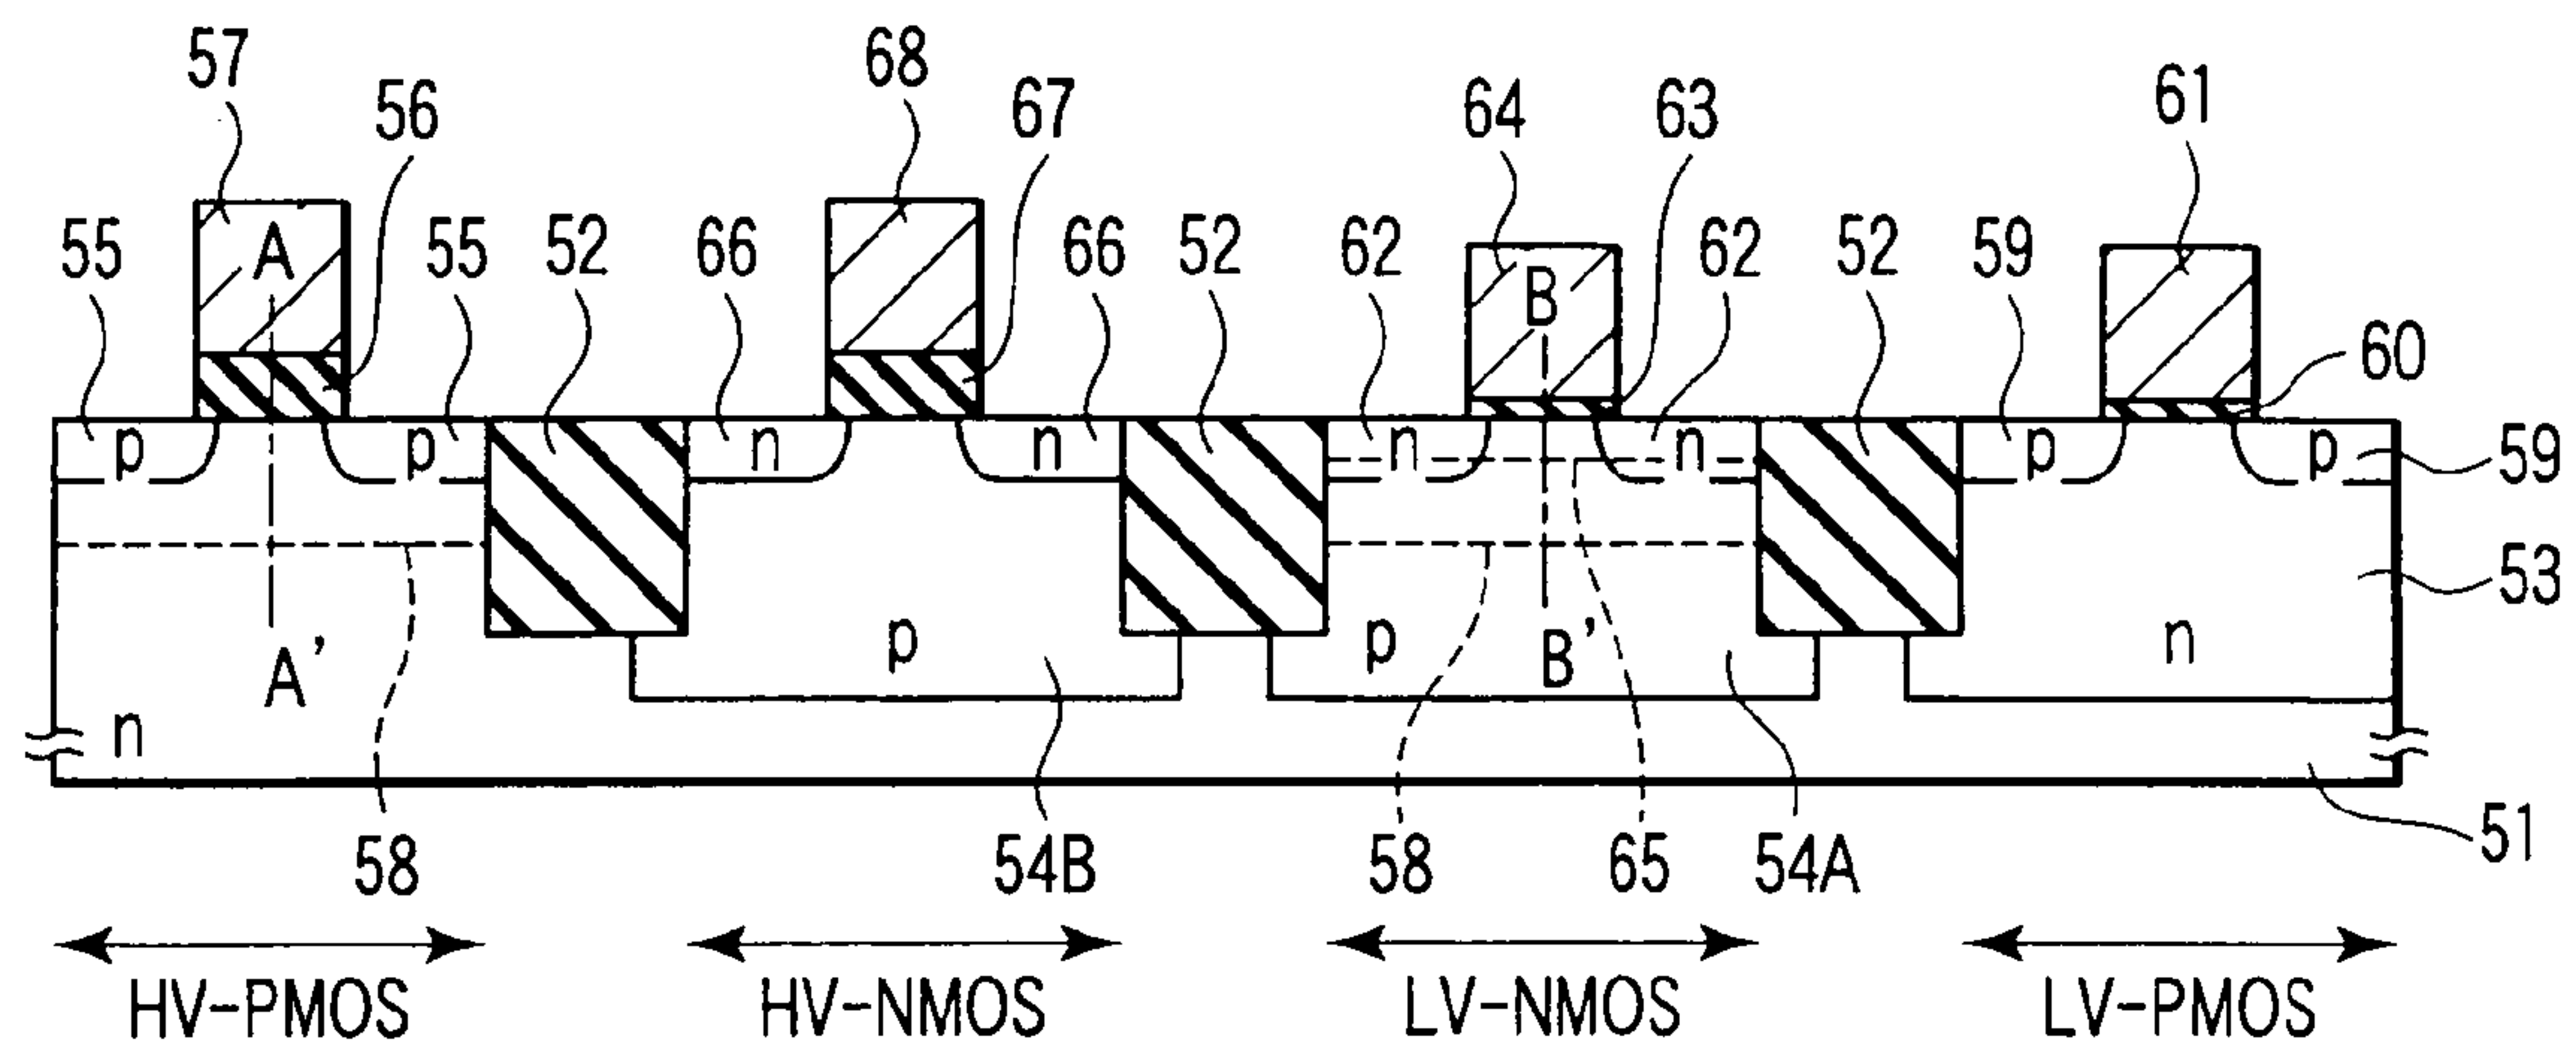 57 68 64 63 61
56 67
55 A 55 52 66 66 52 62 B 62 52 59
60
p p n n n n p p 59
53
A' p p B' n
n
51
58 54B 58 65 54A
HV-PMOS HV-NMOS LV-NMOS LV-PMOS